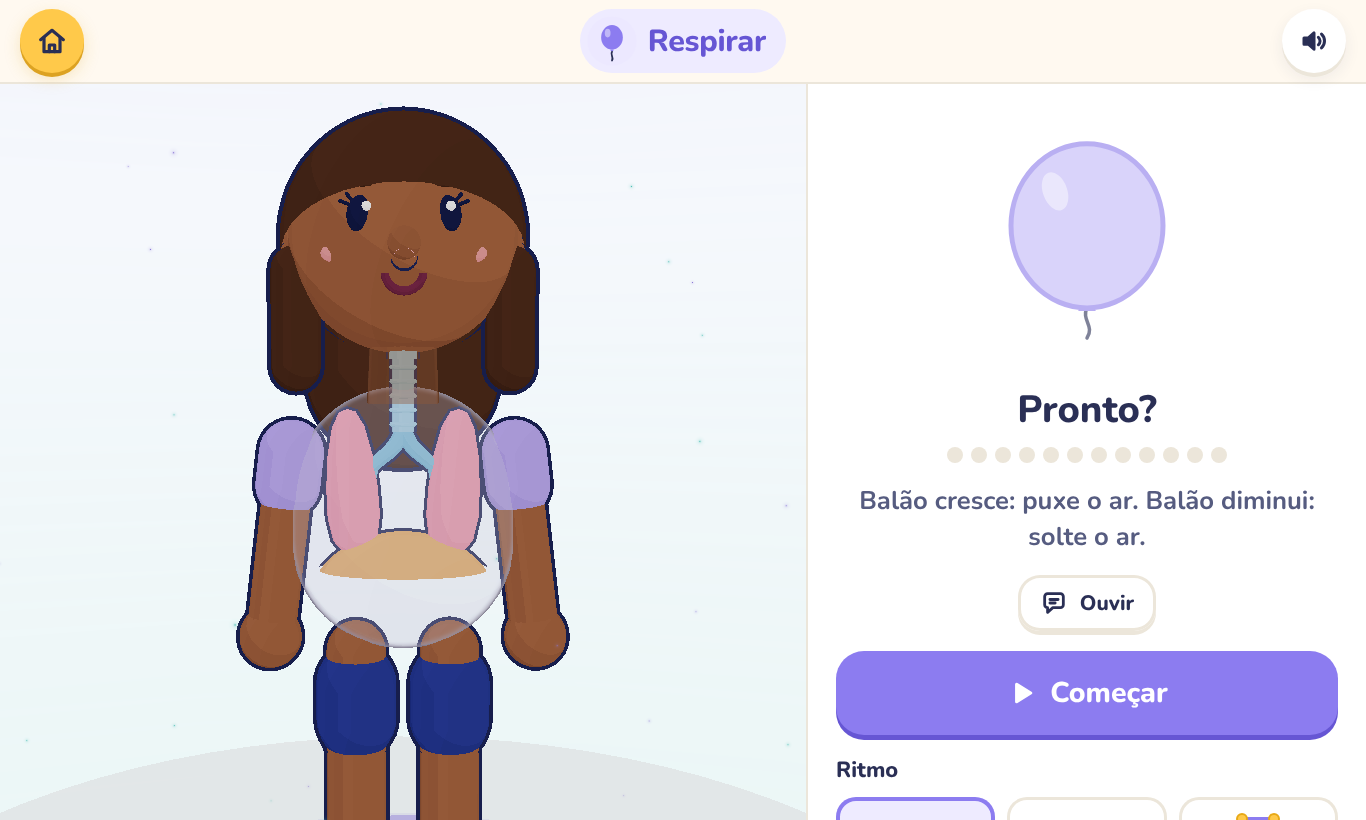 Respirar
Pronto?
Balão cresce: puxe o ar. Balão diminui:
solte o ar.
Ouvir
Começar
Ritmo